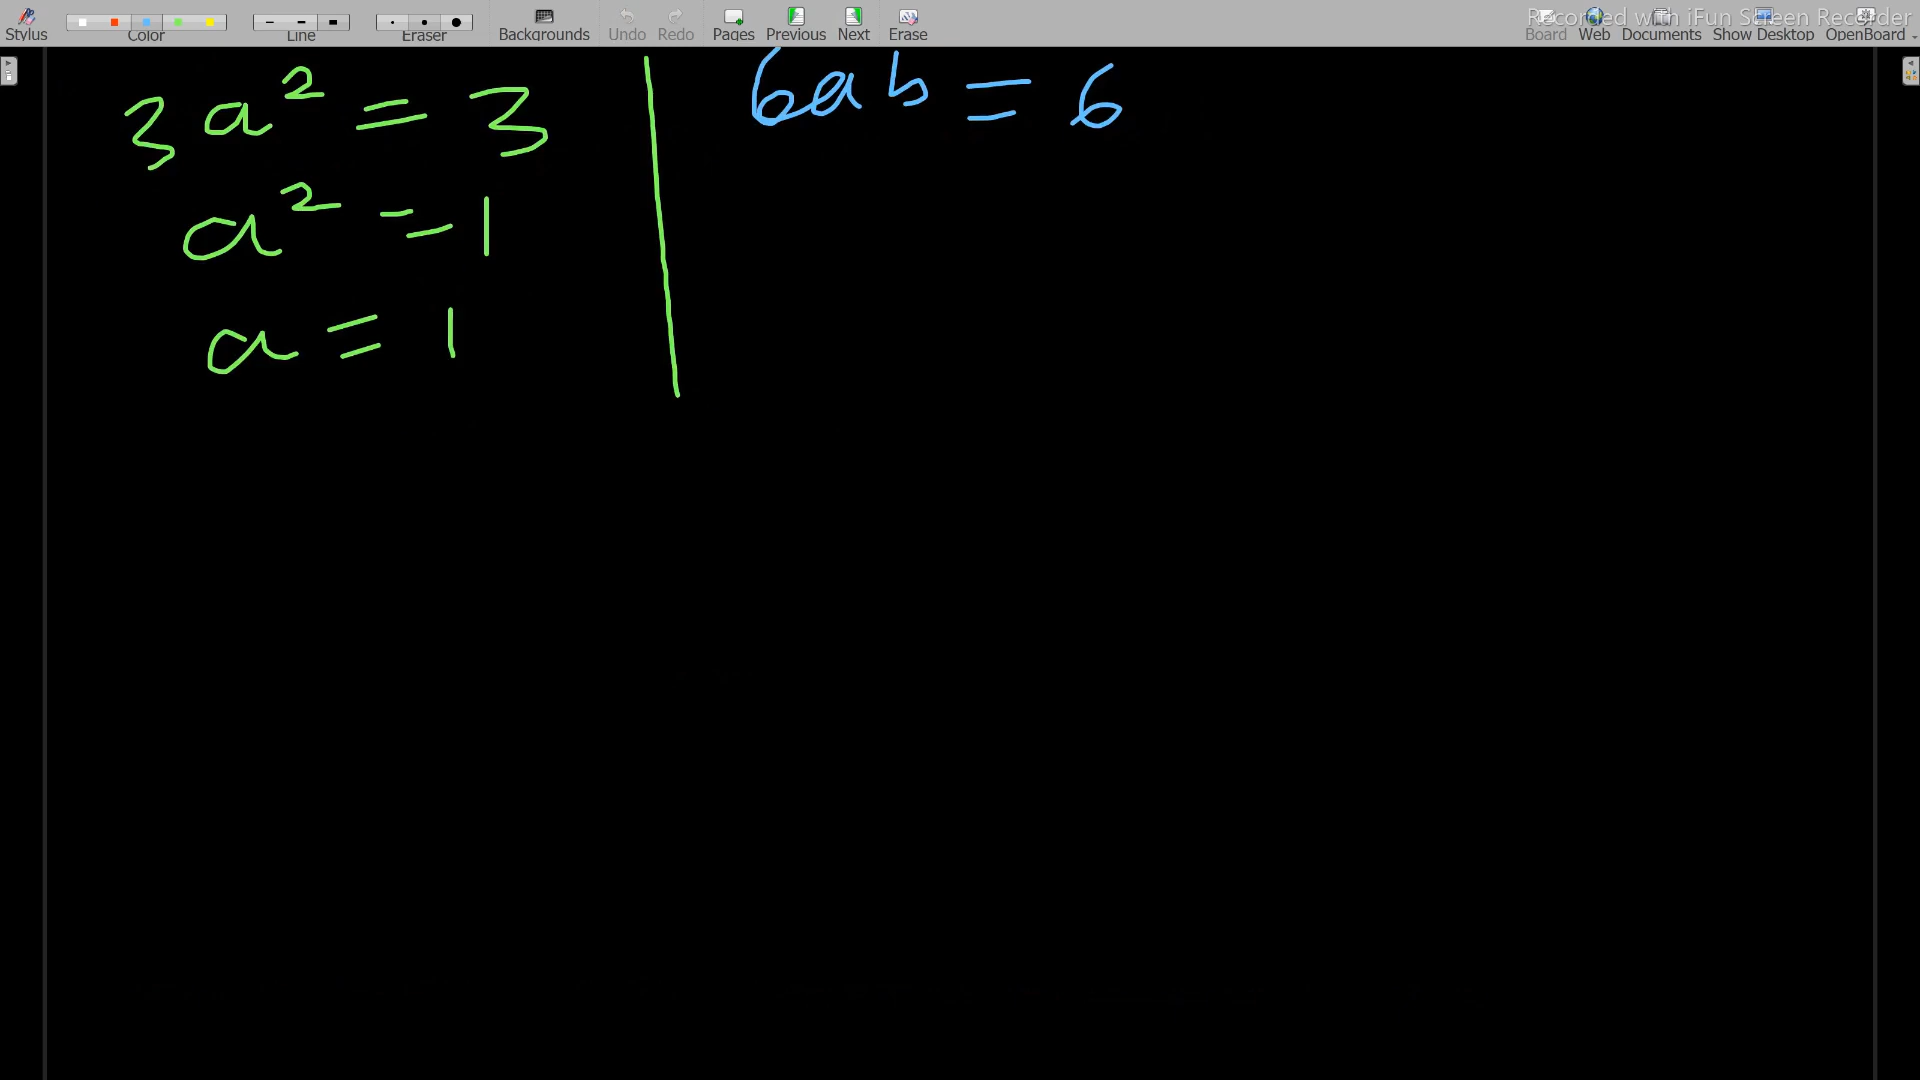 Recorded with iFun Screen Recorder
Stylus Color Line Eraser Backgrounds Undo Redo Pages Previous Next Erase Board Web Documents Show Desktop OpenBoard
3a² = 3
a² = 1
a = 1
6ab = 6